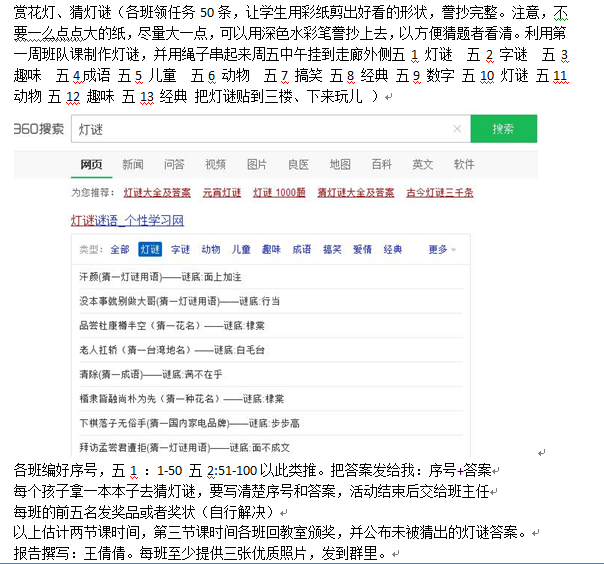 赏花灯、猜灯谜（各班领任务 50 条，让学生用彩纸剪出好看的形状，誊抄完整。注意，不
要一么点点大的纸，尽量大一点，可以用深色水彩笔誊抄上去，以方便猜题者看清。利用第
一周班队课制作灯谜，并用绳子串起来周五中午挂到走廊外侧五 1 灯谜 五 2 字谜 五 3
趣味 五 4成语 五 5 儿童 五 6 动物 五 7 搞笑 五 8 经典 五 9 数字 五 10 灯谜 五 11
动物 五 12 趣味 五 13 经典 把灯谜贴到三楼、下来玩儿 ）
360搜索 灯谜 × 搜索
网页 新闻 问答 视频 图片 良医 地图 百科 英文 软件
为您推荐： 灯谜大全及答案 元宵灯谜 灯谜 1000题 猜灯谜大全及答案 古今灯谜三千条
灯谜谜语_个性学习网
类型： 全部 灯谜 字谜 动物 儿童 趣味 成语 搞笑 爱情 经典 更多
汗颜(猜一灯谜用语)——谜底:面上加注
没本事就别做大哥(猜一灯谜用语)——谜底:行当
品尝杜康樽半空（猜一花名）——谜底:棣棠
老人扛轿（猜一台湾地名）——谜底:白毛台
清除(猜一成语)——谜底:满不在乎
楿隶皆融尚朴为先（猜一种花名）——谜底:棣棠
下棋落子无俗手(猜一国内家电品牌)——谜底:步步高
拜访孟尝君遭拒(猜一灯谜用语)——谜底:面不成文
各班编好序号，五 1 ：1-50 五 2:51-100 以此类推。把答案发给我：序号+答案
每个孩子拿一本本子去猜灯谜，要写清楚序号和答案，活动结束后交给班主任
每班的前五名发奖品或者奖状（自行解决）
以上估计两节课时间，第三节课时间各班回教室颁奖，并公布未被猜出的灯谜答案。
报告撰写：王倩倩。每班至少提供三张优质照片，发到群里。